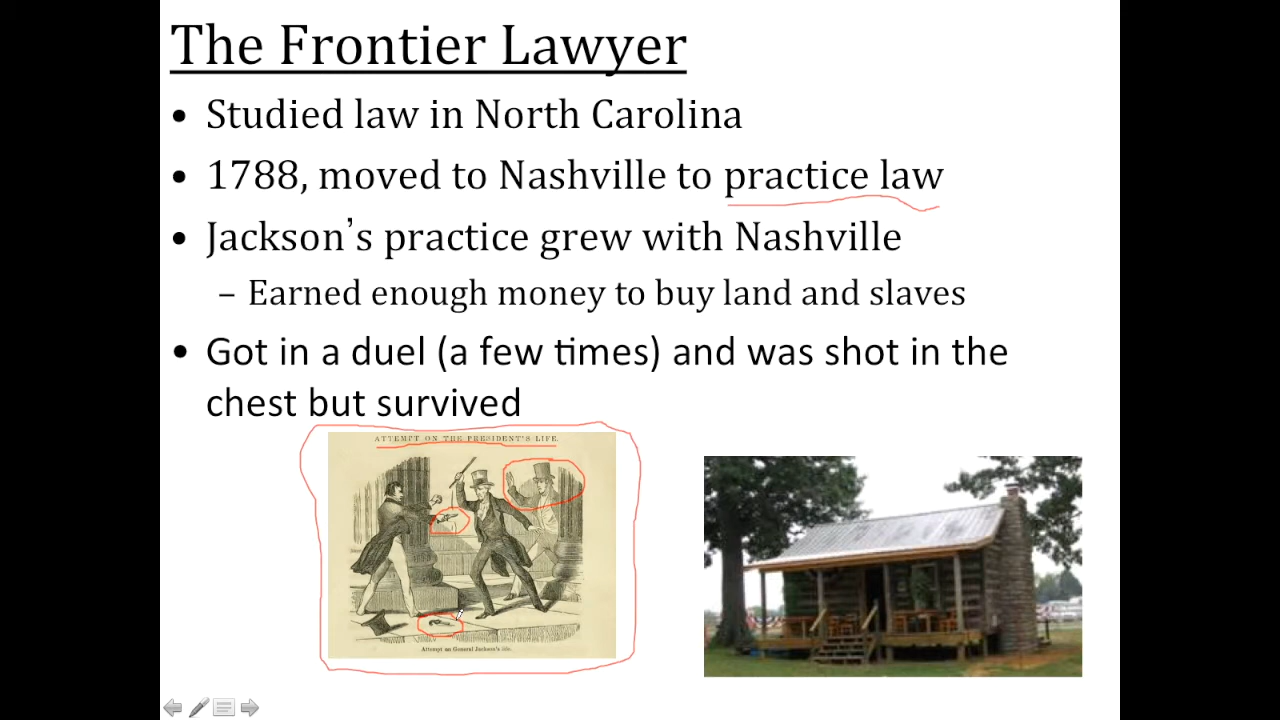 The Frontier Lawyer
• Studied law in North Carolina
• 1788, moved to Nashville to practice law
• Jackson’s practice grew with Nashville
– Earned enough money to buy land and slaves
• Got in a duel (a few times) and was shot in the
chest but survived
ATTEMPT ON THE PRESIDENT'S LIFE.
Attempt on General Jackson's life.